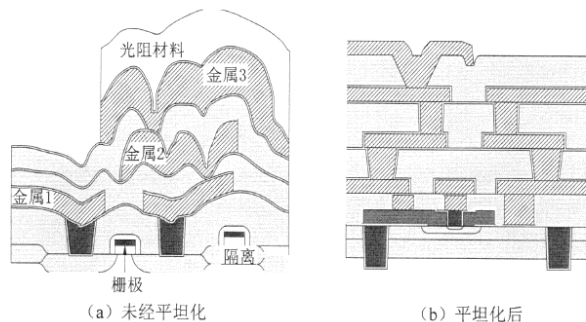 光阻材料
金属3
金属2
金属1
隔离
栅极
(a) 未经平坦化
(b) 平坦化后